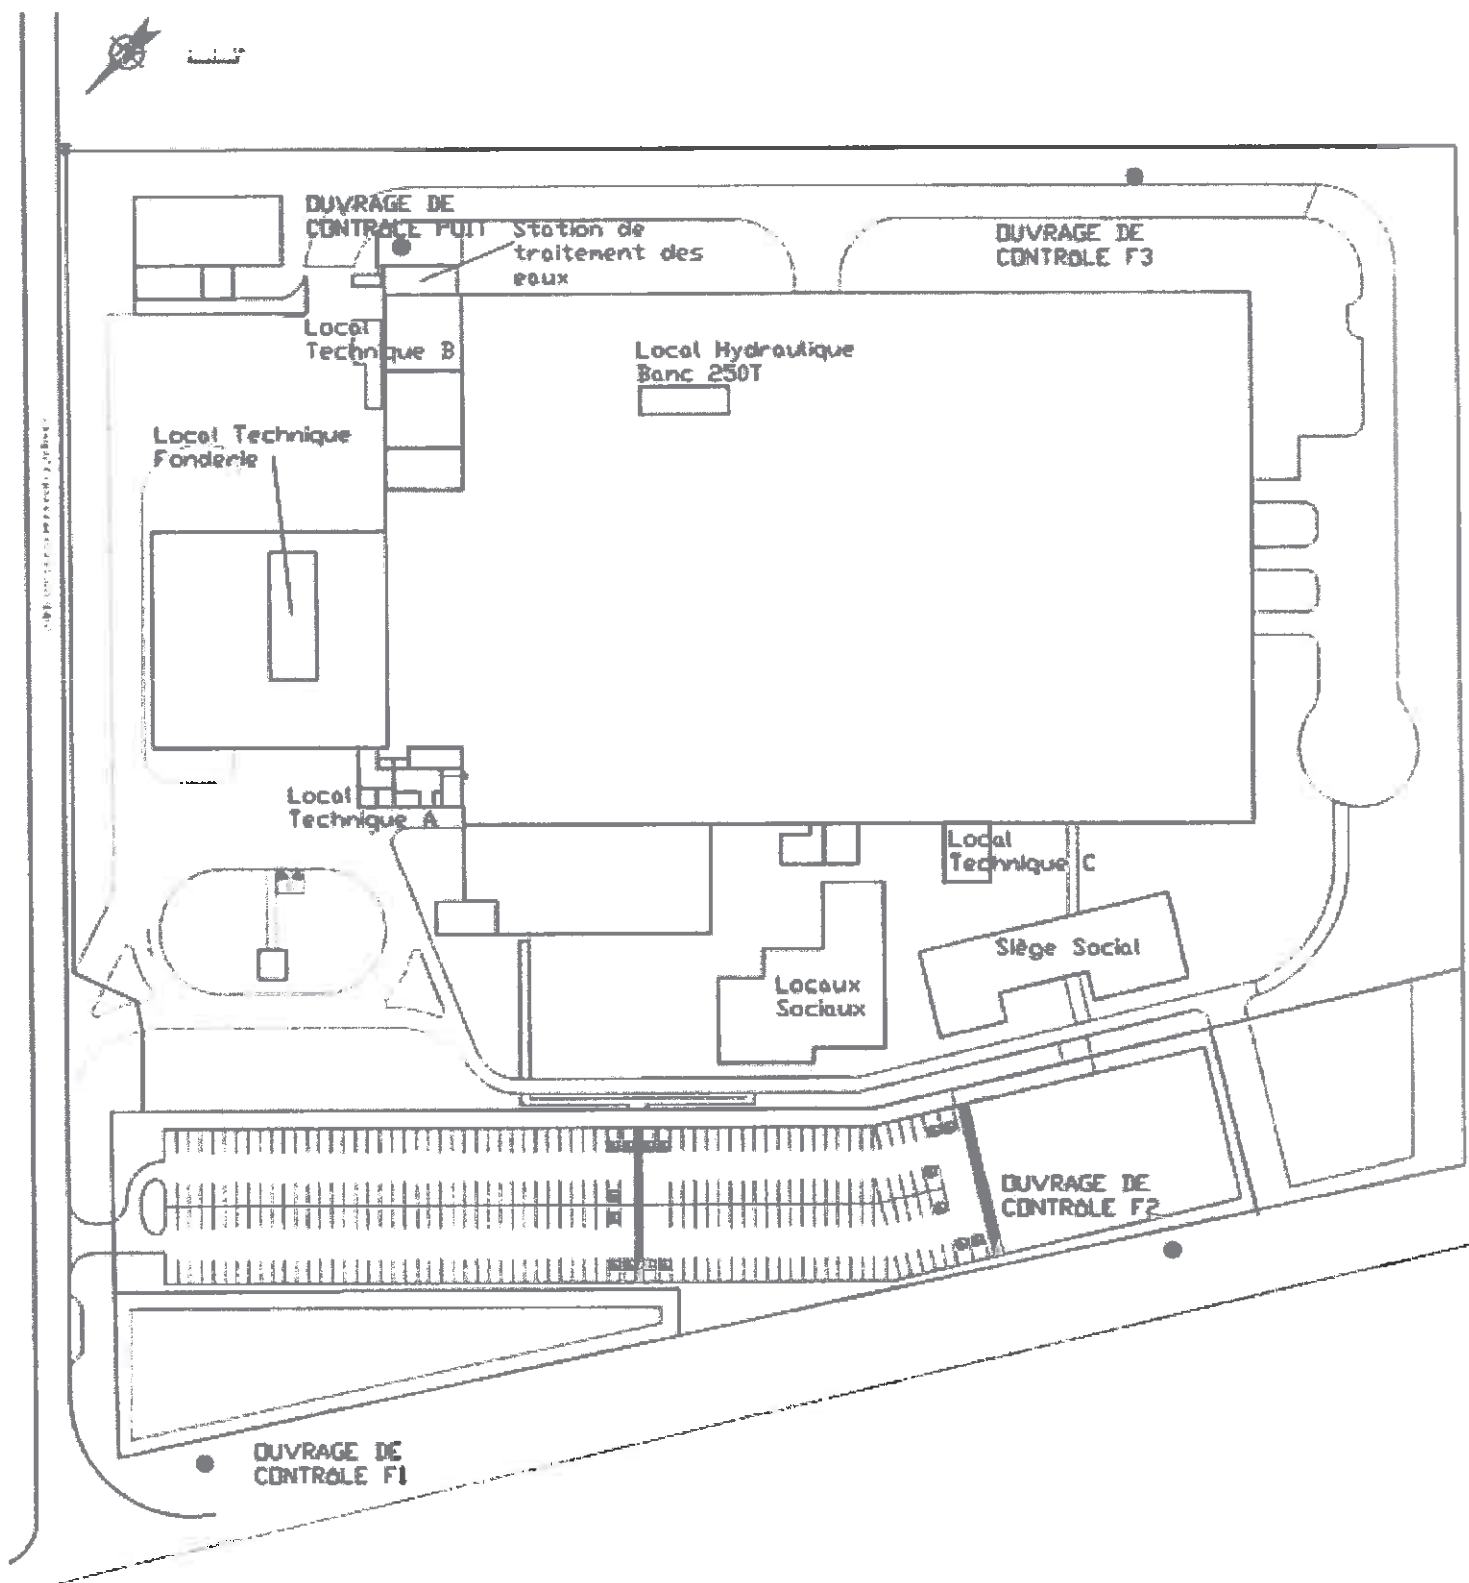 OUVRAGE DE
CONTROLE PUIT
Station de
traitement des
eaux
OUVRAGE DE
CONTROLE F3
Local
Technique B
Local Hydraulique
Banc 250T
Local Technique
Fonderie
Local
Technique A
Local
Technique C
Siège Social
Locaux
Sociaux
OUVRAGE DE
CONTROLE F2
OUVRAGE DE
CONTROLE F1